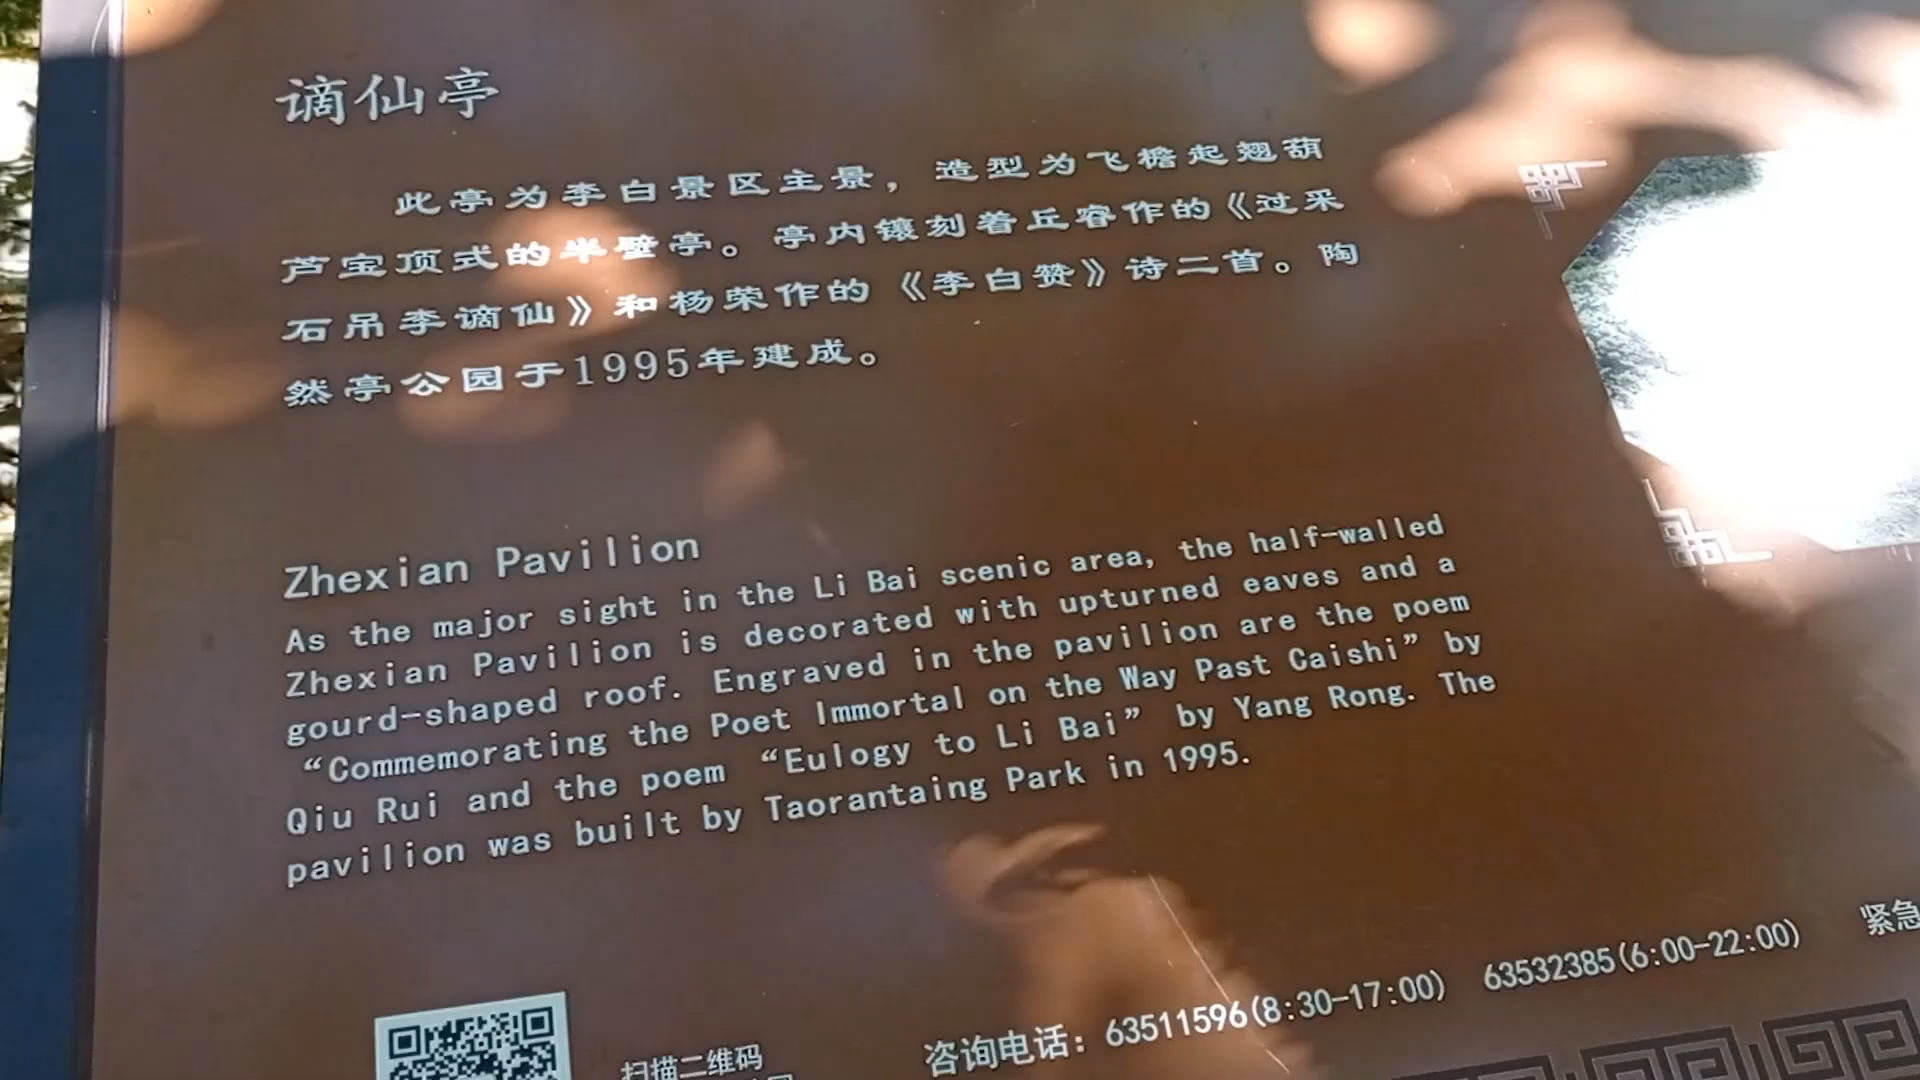 谪仙亭
此亭为李白景区主景，造型为飞檐起翘葫
芦宝顶式的半壁亭。亭内镶刻着丘睿作的《过采
石吊李谪仙》和杨荣作的《李白赞》诗二首。陶
然亭公园于1995年建成。
Zhexian Pavilion
As the major sight in the Li Bai scenic area, the half-walled
Zhexian Pavilion is decorated with upturned eaves and a
gourd-shaped roof. Engraved in the pavilion are the poem
“Commemorating the Poet Immortal on the Way Past Caishi” by
Qiu Rui and the poem “Eulogy to Li Bai” by Yang Rong. The
pavilion was built by Taorantaing Park in 1995.
扫描二维码
咨询电话：63511596(8:30-17:00) 63532385(6:00-22:00) 紧急